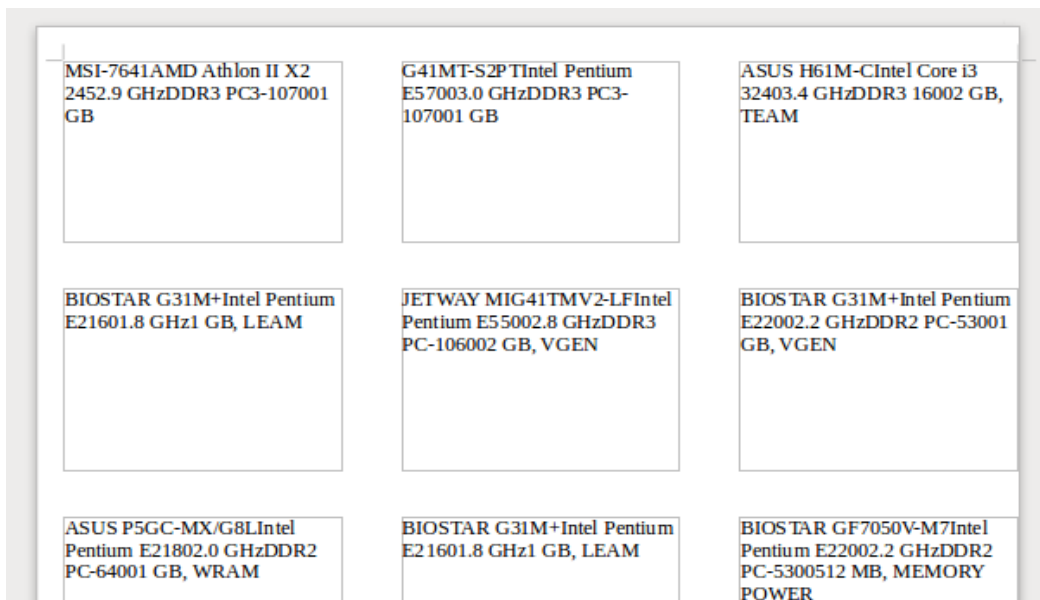 MSI-7641AMD Athlon II X2
2452.9 GHzDDR3 PC3-107001
GB
G41MT-S2PTIntel Pentium
E57003.0 GHzDDR3 PC3-
107001 GB
ASUS H61M-CIntel Core i3
32403.4 GHzDDR3 16002 GB,
TEAM
BIOSTAR G31M+Intel Pentium
E21601.8 GHz1 GB, LEAM
JETWAY MIG41TMV2-LFIntel
Pentium E55002.8 GHzDDR3
PC-106002 GB, VGEN
BIOSTAR G31M+Intel Pentium
E22002.2 GHzDDR2 PC-53001
GB, VGEN
ASUS P5GC-MX/G8LIntel
Pentium E21802.0 GHzDDR2
PC-64001 GB, WRAM
BIOSTAR G31M+Intel Pentium
E21601.8 GHz1 GB, LEAM
BIOSTAR GF7050V-M7Intel
Pentium E22002.2 GHzDDR2
PC-5300512 MB, MEMORY
POWER